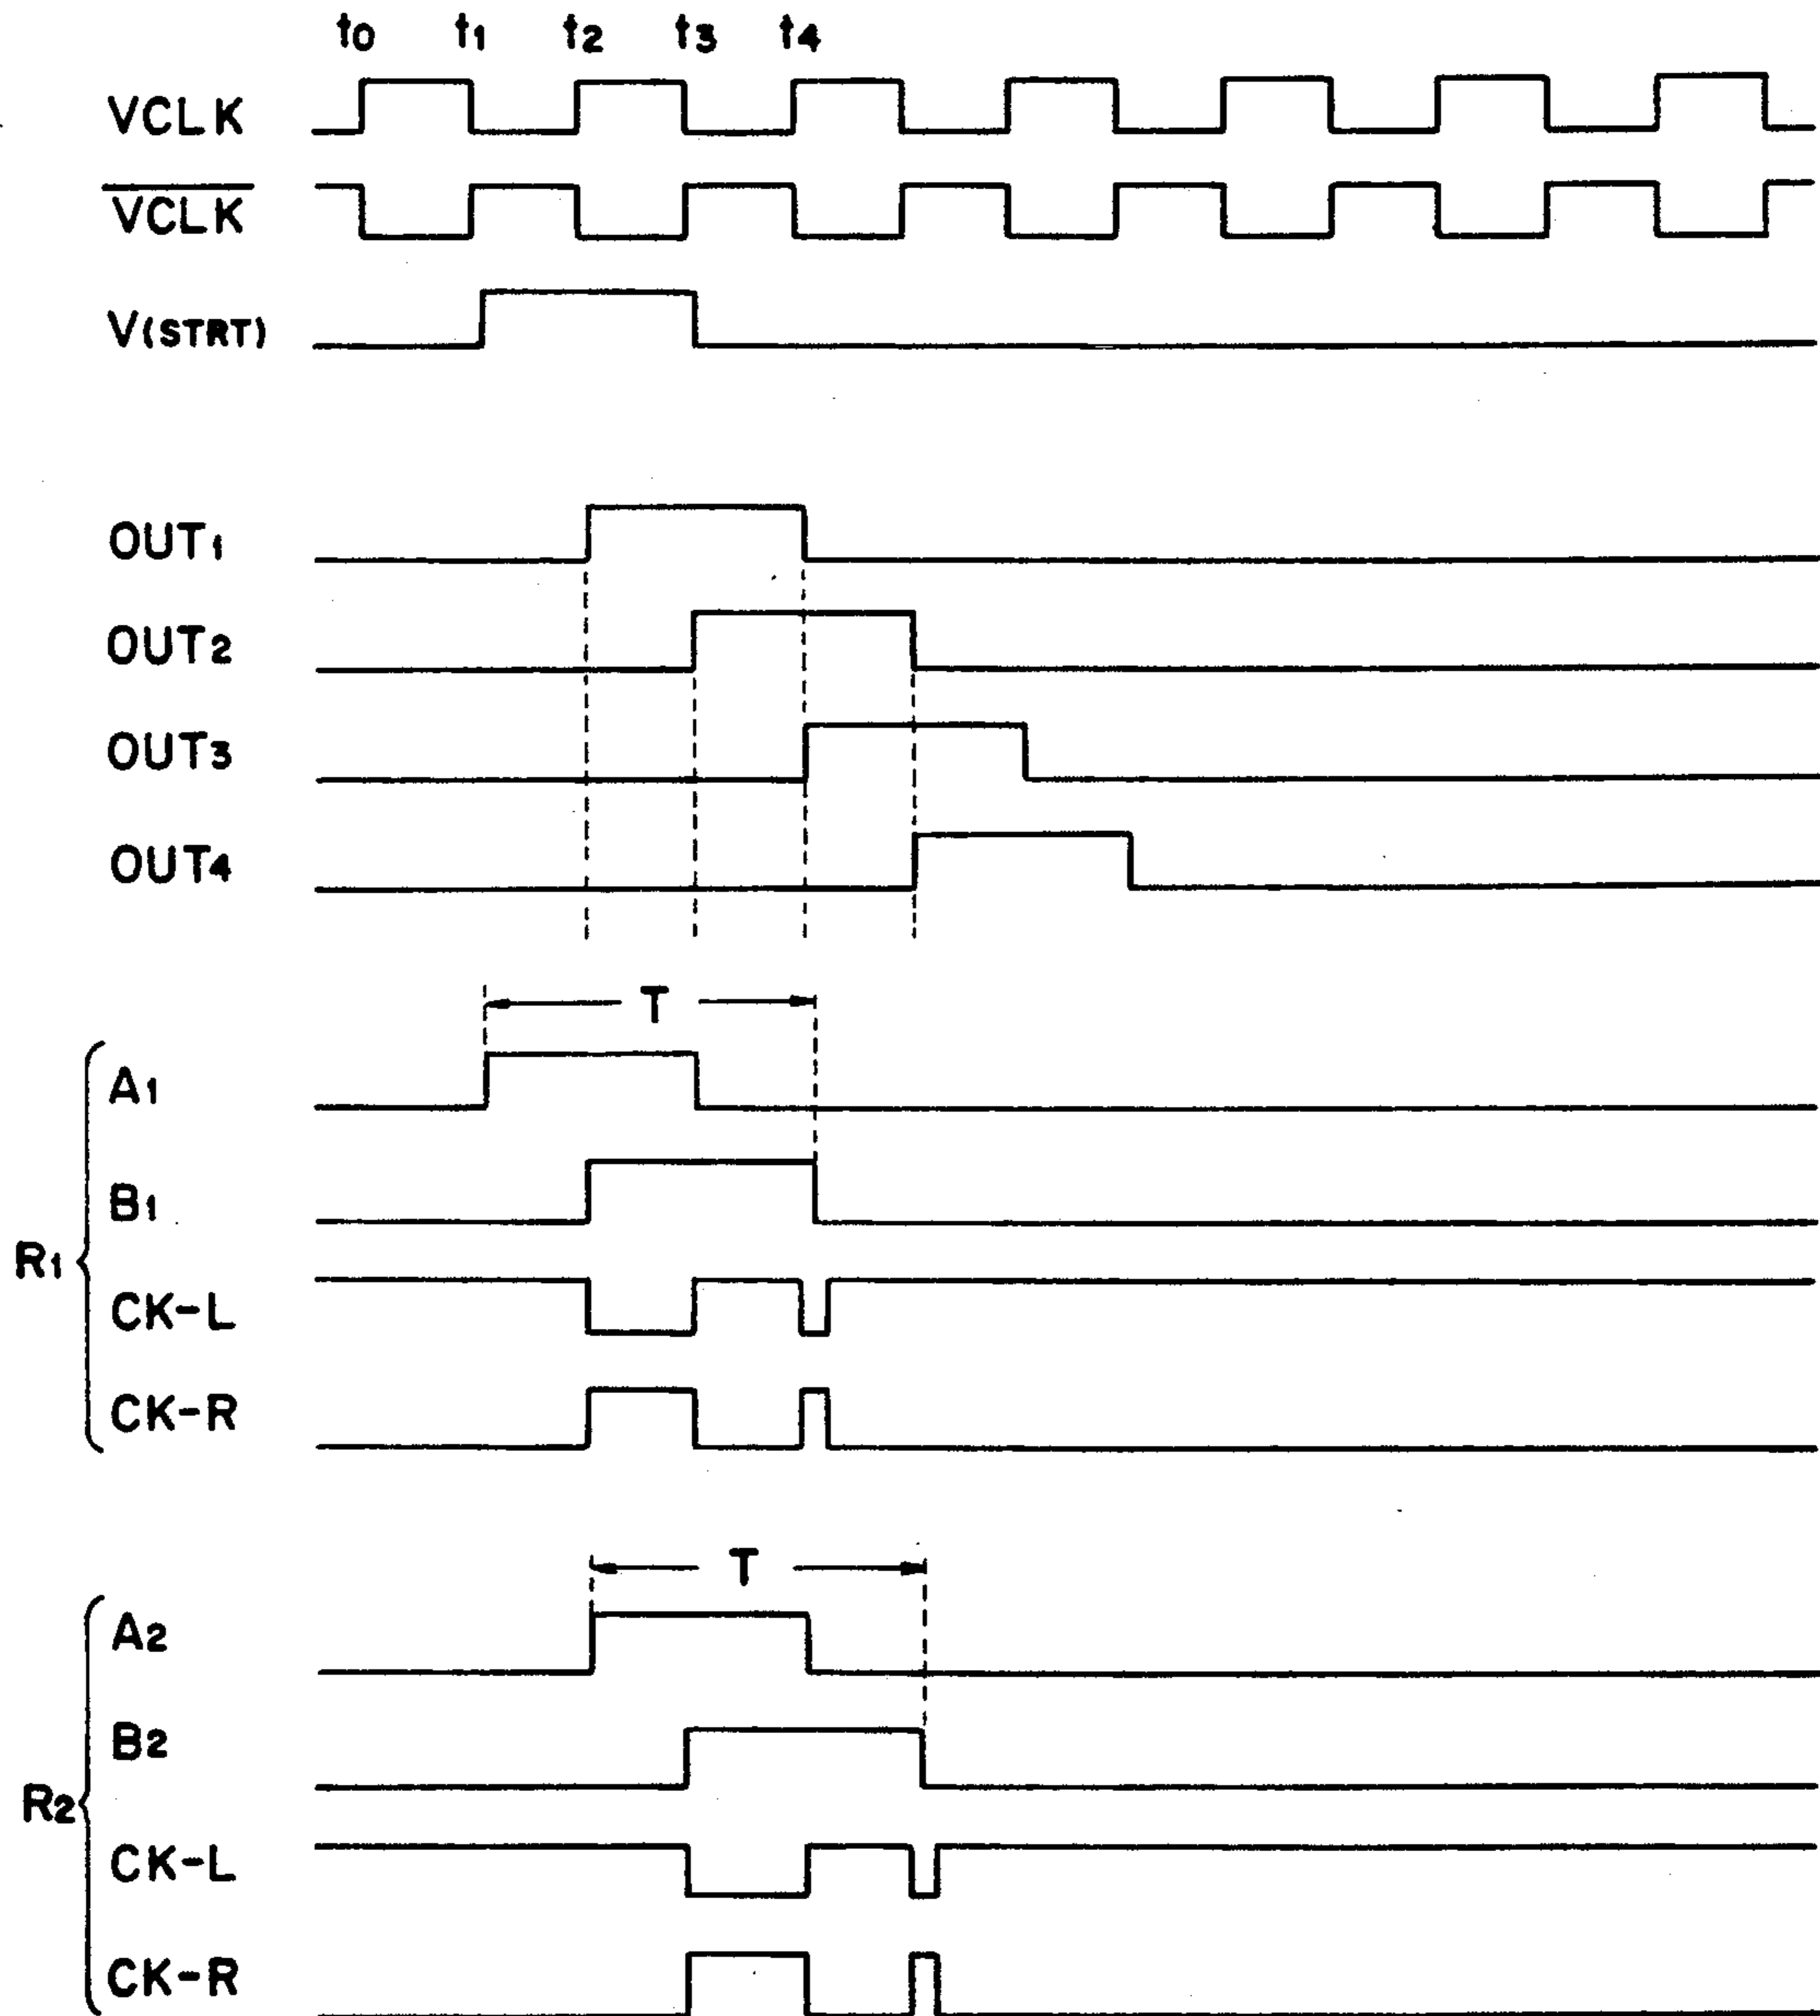 t0 t1 t2 t3 t4
VCLK
V̅C̅L̅K̅
V(STRT)
OUT1
OUT2
OUT3
OUT4
T
A1
B1
R1
CK-L
CK-R
T
A2
B2
R2
CK-L
CK-R